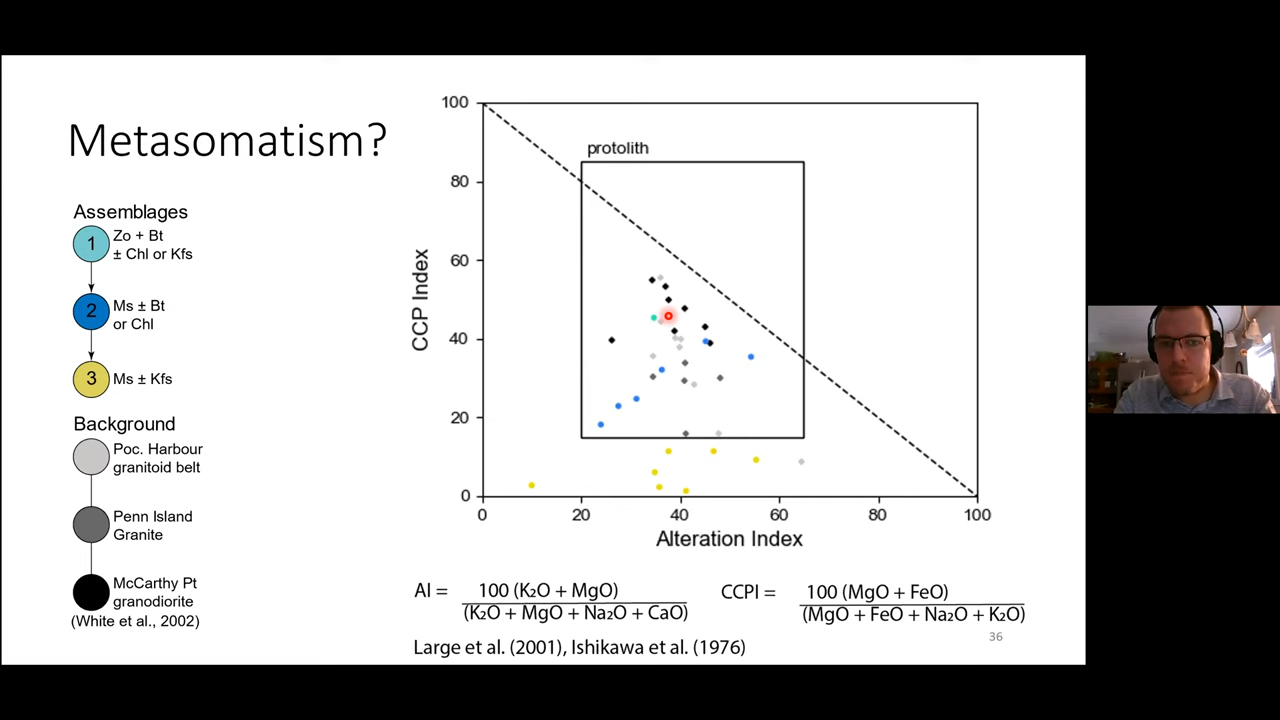 Metasomatism?
Assemblages
1
Zo + Bt
± Chl or Kfs
2
Ms ± Bt
or Chl
3
Ms ± Kfs
Background
Poc. Harbour
granitoid belt
Penn Island
Granite
McCarthy Pt
granodiorite
(White et al., 2002)
100
80
60
40
20
0
CCP Index
protolith
0 20 40 60 80 100
Alteration Index
AI = 100 (K₂O + MgO)
(K₂O + MgO + Na₂O + CaO)
CCPI = 100 (MgO + FeO)
(MgO + FeO + Na₂O + K₂O)
36
Large et al. (2001), Ishikawa et al. (1976)